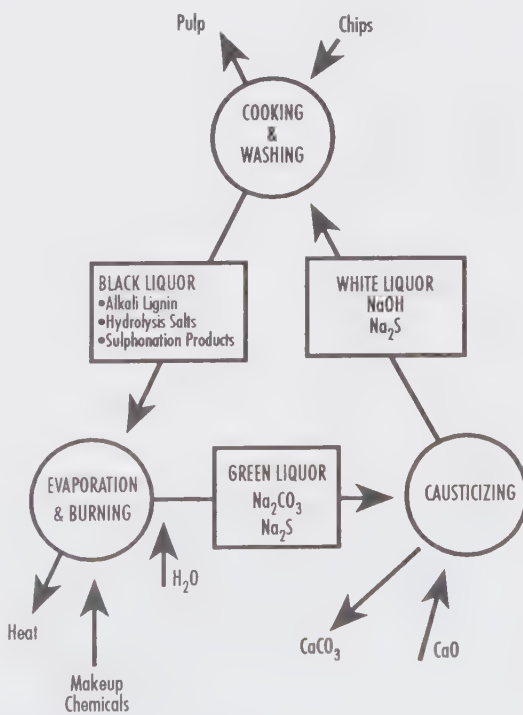 Pulp
Chips
COOKING
&
WASHING
BLACK LIQUOR
•Alkali Lignin
•Hydrolysis Salts
•Sulphonation Products
WHITE LIQUOR
NaOH
Na₂S
EVAPORATION
& BURNING
GREEN LIQUOR
Na₂CO₃
Na₂S
CAUSTICIZING
H₂O
Heat
Makeup
Chemicals
CaCO₃
CaO